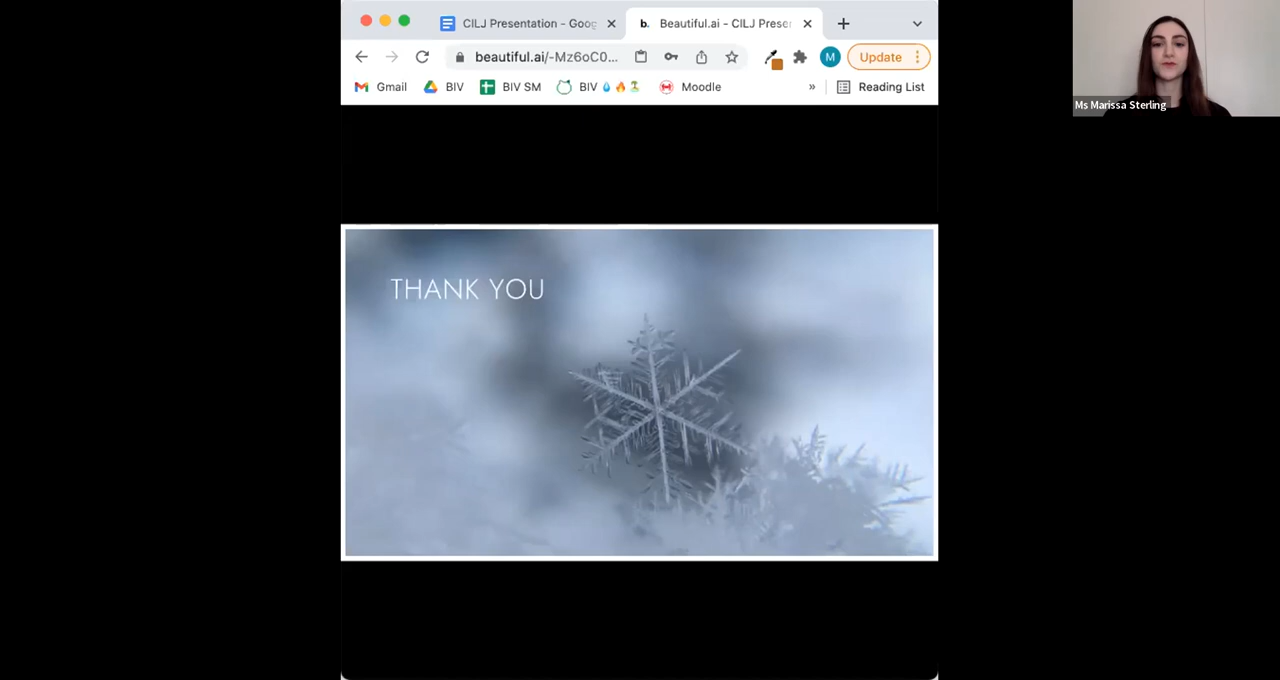 CILJ Presentation - Goog
b. Beautiful.ai - CILJ Preser
beautiful.ai/-Mz6oC0...
M
Update
Gmail
BIV
BIV SM
BIV 💧🔥🏝️
Moodle
»
Reading List
Ms Marissa Sterling
THANK YOU